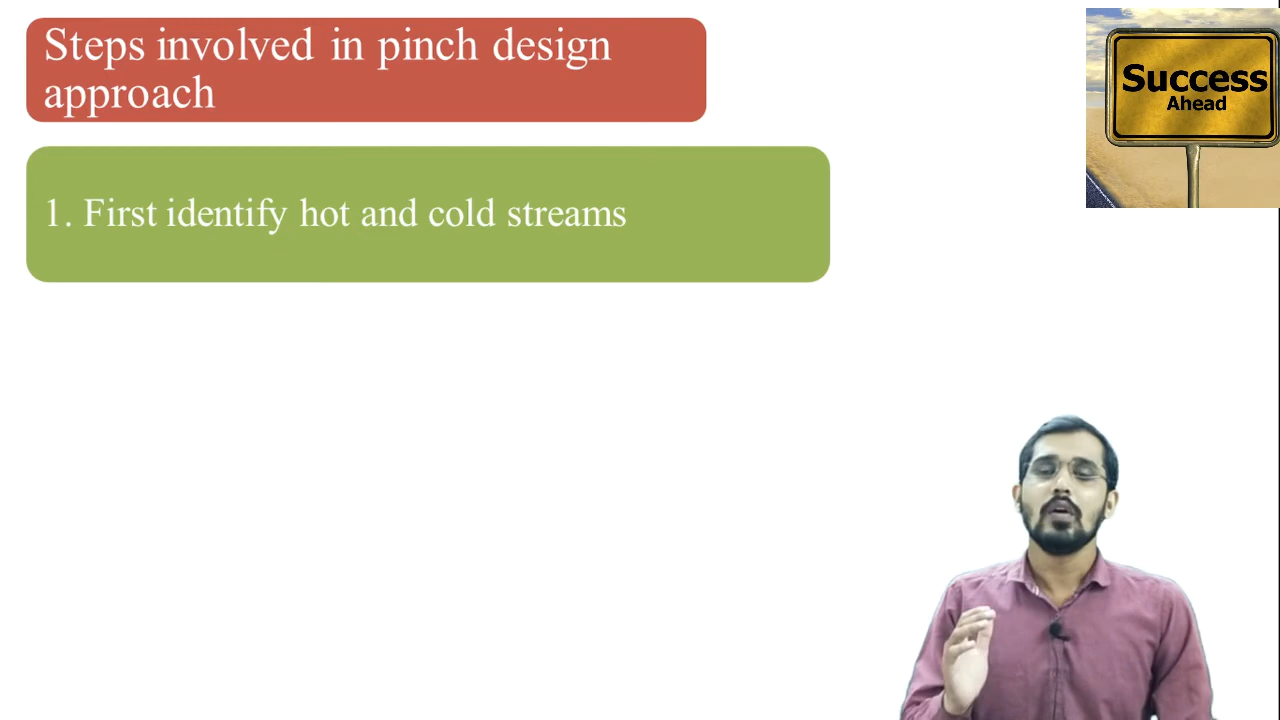 Steps involved in pinch design
approach
1. First identify hot and cold streams
Success
Ahead